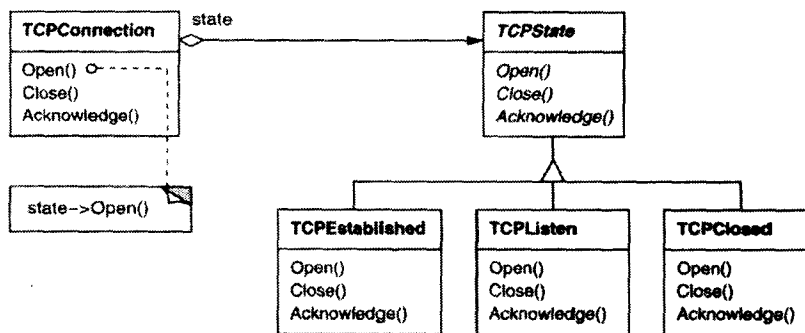 state
TCPConnection
Open()
Close()
Acknowledge()
TCPState
Open()
Close()
Acknowledge()
state->Open()
TCPEstablished
Open()
Close()
Acknowledge()
TCPListen
Open()
Close()
Acknowledge()
TCPClosed
Open()
Close()
Acknowledge()